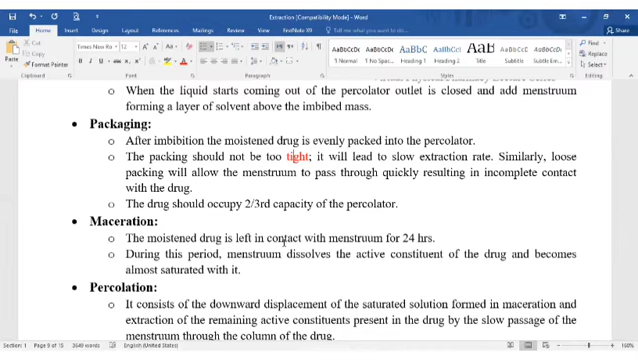 Extraction [Compatibility Mode] - Word
File
Home
Insert
Design
Layout
References
Mailings
Review
View
EndNote X9
Tell me what you want to do...
Share
Paste
Cut
Copy
Format Painter
Times New Ro
12
AaBbCcDc
AaBbCcDc
AaBbC
AaBbCcl
AaB
AaBbCcD
AaBbCcDc
1 Normal
1 No Spac...
Heading 1
Heading 2
Title
Subtitle
Subtle Em...
Find
Replace
Select
Clipboard
Font
Paragraph
Styles
Editing
o When the liquid starts coming out of the percolator outlet is closed and add menstruum
forming a layer of solvent above the imbibed mass.
• Packaging:
o After imbibition the moistened drug is evenly packed into the percolator.
o The packing should not be too tight; it will lead to slow extraction rate. Similarly, loose
packing will allow the menstruum to pass through quickly resulting in incomplete contact
with the drug.
o The drug should occupy 2/3rd capacity of the percolator.
• Maceration:
o The moistened drug is left in contact with menstruum for 24 hrs.
o During this period, menstruum dissolves the active constituent of the drug and becomes
almost saturated with it.
• Percolation:
o It consists of the downward displacement of the saturated solution formed in maceration and
extraction of the remaining active constituents present in the drug by the slow passage of the
menstruum through the column of the drug.
Section: 1
Page 9 of 15
3649 words
English (United States)
160%